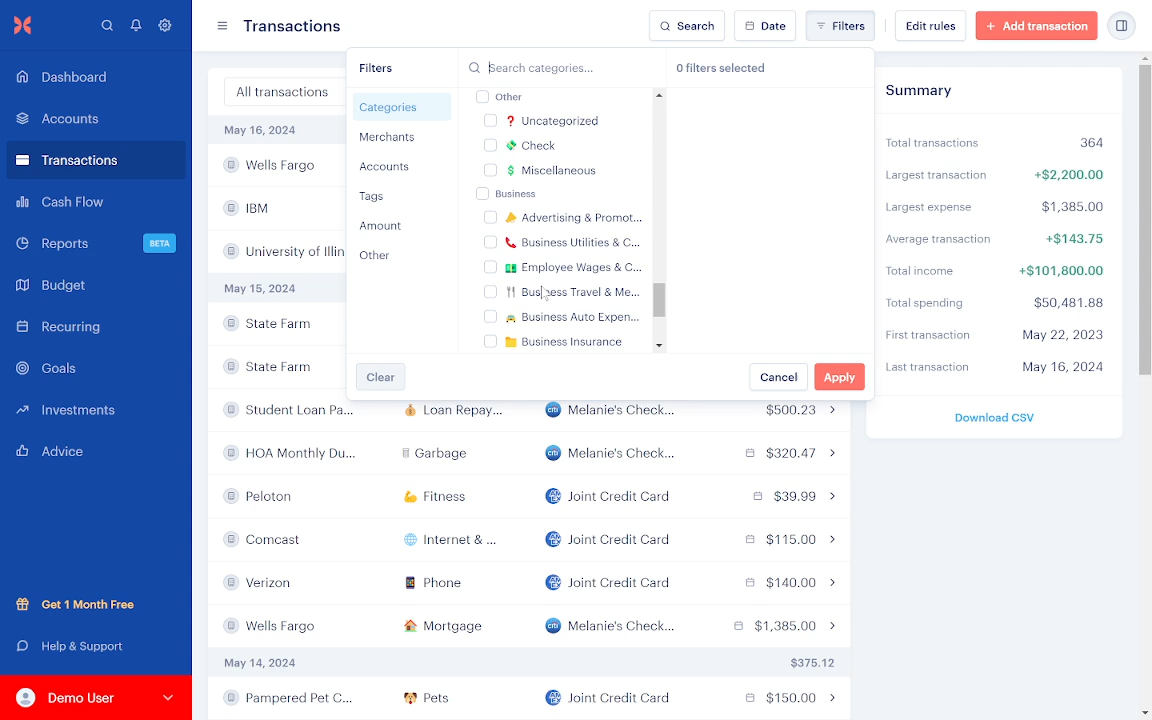 Transactions
Search
Date
Filters
Edit rules
+ Add transaction
Dashboard
Accounts
Transactions
Cash Flow
Reports
BETA
Budget
Recurring
Goals
Investments
Advice
Get 1 Month Free
Help & Support
Demo User
All transactions
May 16, 2024
Wells Fargo
IBM
University of Illin
May 15, 2024
State Farm
State Farm
Filters
Search categories...
0 filters selected
Categories
Merchants
Accounts
Tags
Amount
Other
Other
Uncategorized
Check
Miscellaneous
Business
Advertising & Promot...
Business Utilities & C...
Employee Wages & C...
Business Travel & Me...
Business Auto Expen...
Business Insurance
Clear
Cancel
Apply
Student Loan Pa... Loan Repay... citi Melanie's Check... $500.23
HOA Monthly Du... Garbage citi Melanie's Check... $320.47
Peloton Fitness Joint Credit Card $39.99
Comcast Internet & ... Joint Credit Card $115.00
Verizon Phone Joint Credit Card $140.00
Wells Fargo Mortgage citi Melanie's Check... $1,385.00
May 14, 2024 $375.12
Pampered Pet C... Pets Joint Credit Card $150.00
Summary
Total transactions 364
Largest transaction +$2,200.00
Largest expense $1,385.00
Average transaction +$143.75
Total income +$101,800.00
Total spending $50,481.88
First transaction May 22, 2023
Last transaction May 16, 2024
Download CSV